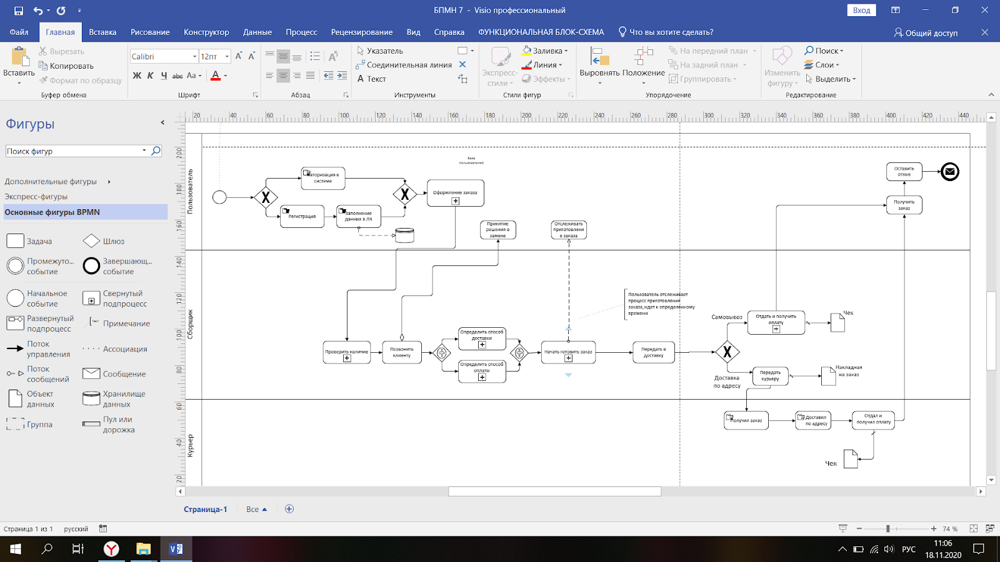 БПМН 7 - Visio профессиональный
Вход
Файл
Главная
Вставка
Рисование
Конструктор
Данные
Процесс
Рецензирование
Вид
Справка
ФУНКЦИОНАЛЬНАЯ БЛОК-СХЕМА
Что вы хотите сделать?
Общий доступ
Вставить
Вырезать
Копировать
Формат по образцу
Буфер обмена
Calibri
12пт
Ж К Ч abc Aa А
Шрифт
Абзац
Указатель
Соединительная линия
Текст
Инструменты
Экспресс-
стили
Заливка
Линия
Эффекты
Стили фигур
Выровнять
Положение
На передний план
На задний план
Группировать
Упорядочение
Изменить
фигуру
Поиск
Слои
Выделить
Редактирование
Фигуры
Поиск фигур
Дополнительные фигуры
Экспресс-фигуры
Основные фигуры BPMN
Задача
Шлюз
Промежуто...
событие
Завершающ...
событие
Начальное
событие
Свернутый
подпроцесс
Развернутый
подпроцесс
Примечание
Поток
управления
Ассоциация
Поток
сообщений
Сообщение
Объект
данных
Хранилище
данных
Группа
Пул или
дорожка
20 40 60 80 100 120 140 160 180 200 220 240 260 280 300 320 340 360 380 400 420 440
200
180
160
140
120
100
80
60
40
20
Пользователь
База
пользователей
Авторизация в
системе
X
Регистрация
Заполнение
данных в ЛК
X
Оформление заказа
Принятие
решения о
замене
Отслеживать
приготовлени
е заказа
Оставить
отзыв
Получить
заказ
Сборщик
Проверить наличие
Позвонить
клиенту
Определить способ
доставки
Определить способ
оплаты
Начать готовить заказ
Пользователь отслеживает
процесс приготовления
заказа,ждет к определенному
времени
Передать в
доставку
X
Самовывоз
Отдать и получить
оплату
Чек
Доставка
по адресу
Передать
курьеру
Накладная
на заказ
Курьер
Получил заказ
Доставил
по адресу
Отдал и
получил оплату
Чек
Страница-1
Все
Страница 1 из 1
русский
74 %
РУС
11:06
18.11.2020